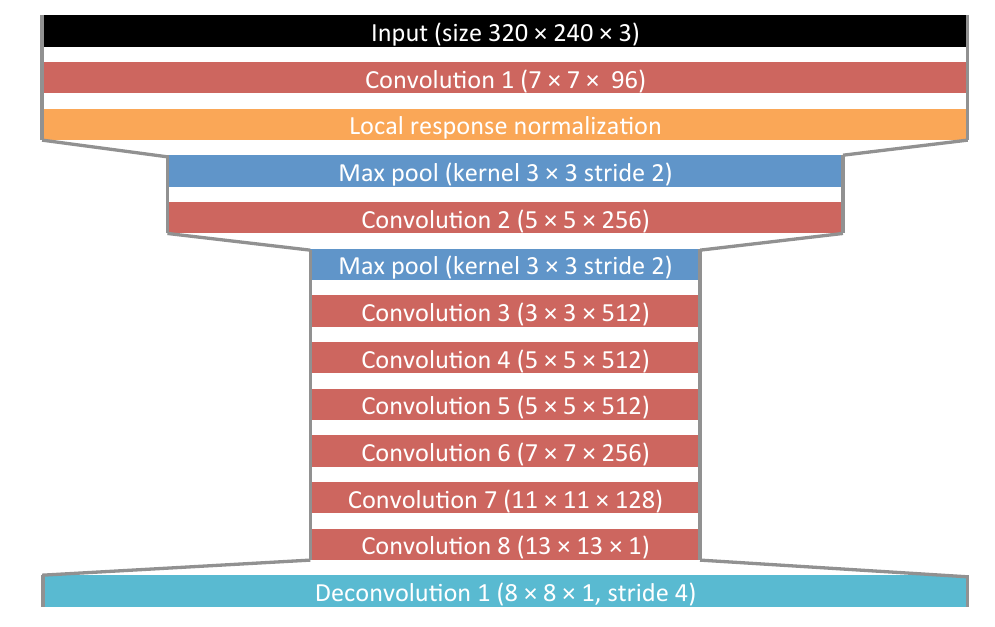 Input (size 320 × 240 × 3)
Convolution 1 (7 × 7 × 96)
Local response normalization
Max pool (kernel 3 × 3 stride 2)
Convolution 2 (5 × 5 × 256)
Max pool (kernel 3 × 3 stride 2)
Convolution 3 (3 × 3 × 512)
Convolution 4 (5 × 5 × 512)
Convolution 5 (5 × 5 × 512)
Convolution 6 (7 × 7 × 256)
Convolution 7 (11 × 11 × 128)
Convolution 8 (13 × 13 × 1)
Deconvolution 1 (8 × 8 × 1, stride 4)